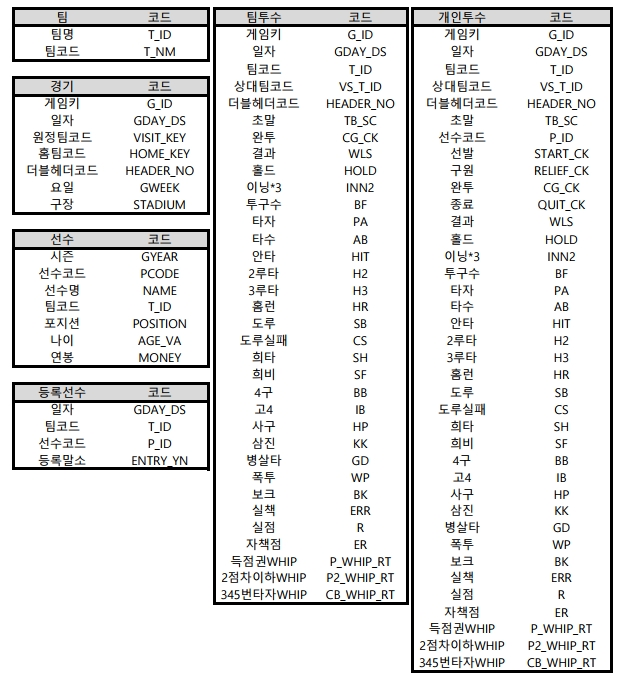 팀 코드
팀명 T_ID
팀코드 T_NM
경기 코드
게임키 G_ID
일자 GDAY_DS
원정팀코드 VISIT_KEY
홈팀코드 HOME_KEY
더블헤더코드 HEADER_NO
요일 GWEEK
구장 STADIUM
선수 코드
시즌 GYEAR
선수코드 PCODE
선수명 NAME
팀코드 T_ID
포지션 POSITION
나이 AGE_VA
연봉 MONEY
등록선수 코드
일자 GDAY_DS
팀코드 T_ID
선수코드 P_ID
등록말소 ENTRY_YN
팀투수 코드
게임키 G_ID
일자 GDAY_DS
팀코드 T_ID
상대팀코드 VS_T_ID
더블헤더코드 HEADER_NO
초말 TB_SC
완투 CG_CK
결과 WLS
홀드 HOLD
이닝*3 INN2
투구수 BF
타자 PA
타수 AB
안타 HIT
2루타 H2
3루타 H3
홈런 HR
도루 SB
도루실패 CS
희타 SH
희비 SF
4구 BB
고4 IB
사구 HP
삼진 KK
병살타 GD
폭투 WP
보크 BK
실책 ERR
실점 R
자책점 ER
득점권WHIP P_WHIP_RT
2점차이하WHIP P2_WHIP_RT
345번타자WHIP CB_WHIP_RT
개인투수 코드
게임키 G_ID
일자 GDAY_DS
팀코드 T_ID
상대팀코드 VS_T_ID
더블헤더코드 HEADER_NO
초말 TB_SC
선수코드 P_ID
선발 START_CK
구원 RELIEF_CK
완투 CG_CK
종료 QUIT_CK
결과 WLS
홀드 HOLD
이닝*3 INN2
투구수 BF
타자 PA
타수 AB
안타 HIT
2루타 H2
3루타 H3
홈런 HR
도루 SB
도루실패 CS
희타 SH
희비 SF
4구 BB
고4 IB
사구 HP
삼진 KK
병살타 GD
폭투 WP
보크 BK
실책 ERR
실점 R
자책점 ER
득점권WHIP P_WHIP_RT
2점차이하WHIP P2_WHIP_RT
345번타자WHIP CB_WHIP_RT